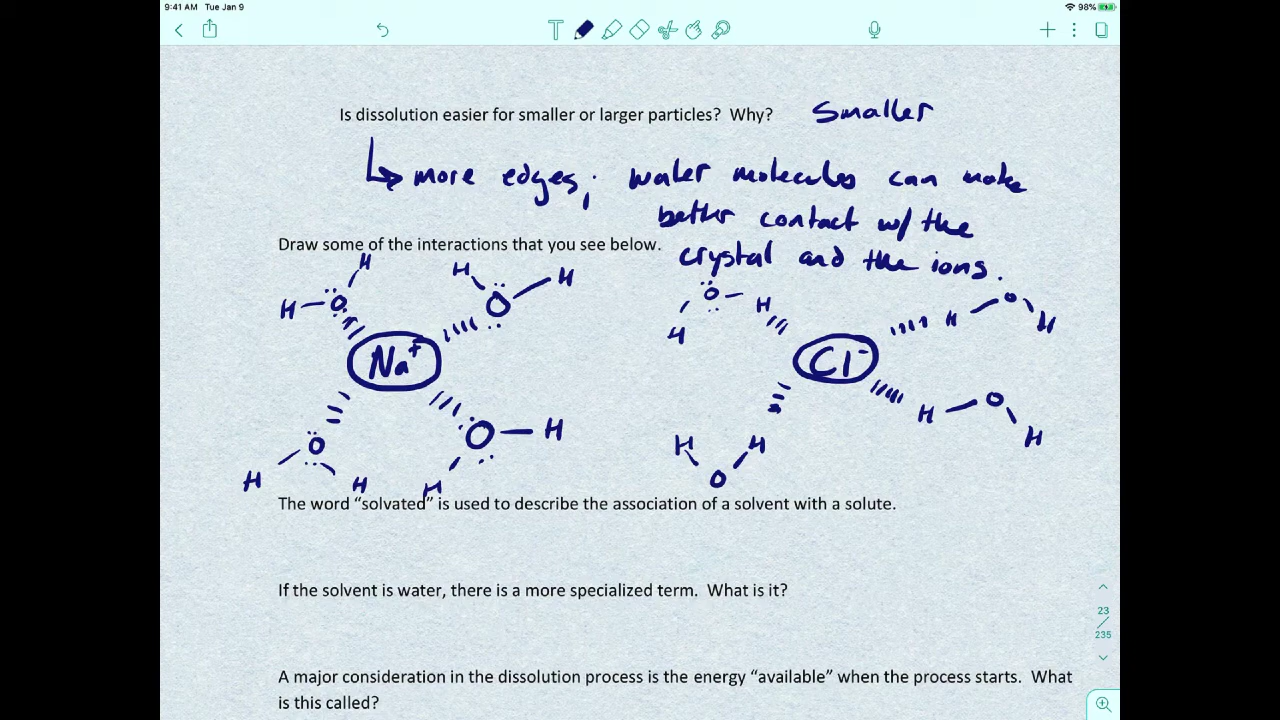 9:41 AM Tue Jan 9
98%
T
Is dissolution easier for smaller or larger particles? Why? Smaller
more edges; water molecules can make
better contact w/ the
Draw some of the interactions that you see below.
crystal and the ions.
H H H
H O O
O H H O H
Na+ Cl-
O H
H O O H H
O H
H H H O
The word “solvated” is used to describe the association of a solvent with a solute.
If the solvent is water, there is a more specialized term. What is it?
23
235
A major consideration in the dissolution process is the energy “available” when the process starts. What
is this called?